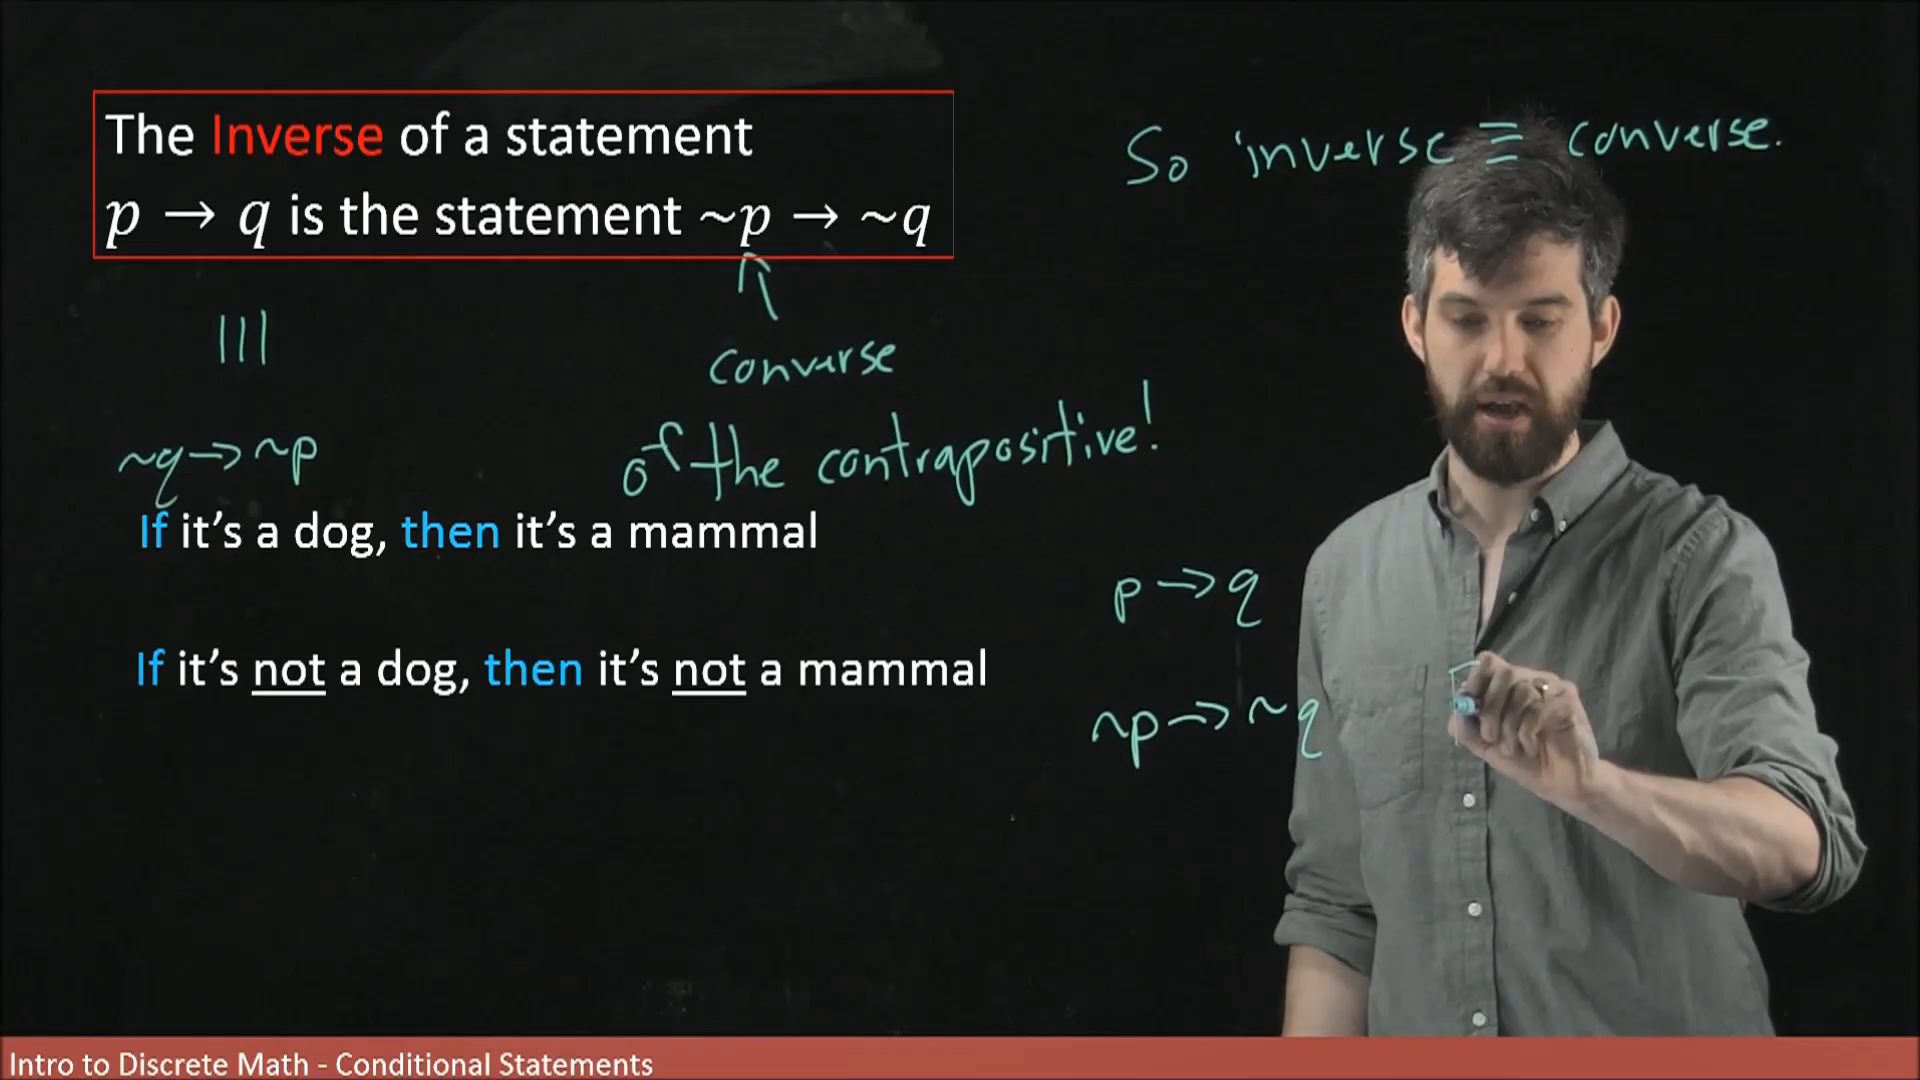 The Inverse of a statement
p → q is the statement ~p → ~q
So inverse ≡ converse.
|||
converse
of the contrapositive!
~q → ~p
If it's a dog, then it's a mammal
p → q
If it's not a dog, then it's not a mammal
~p → ~q
Intro to Discrete Math - Conditional Statements